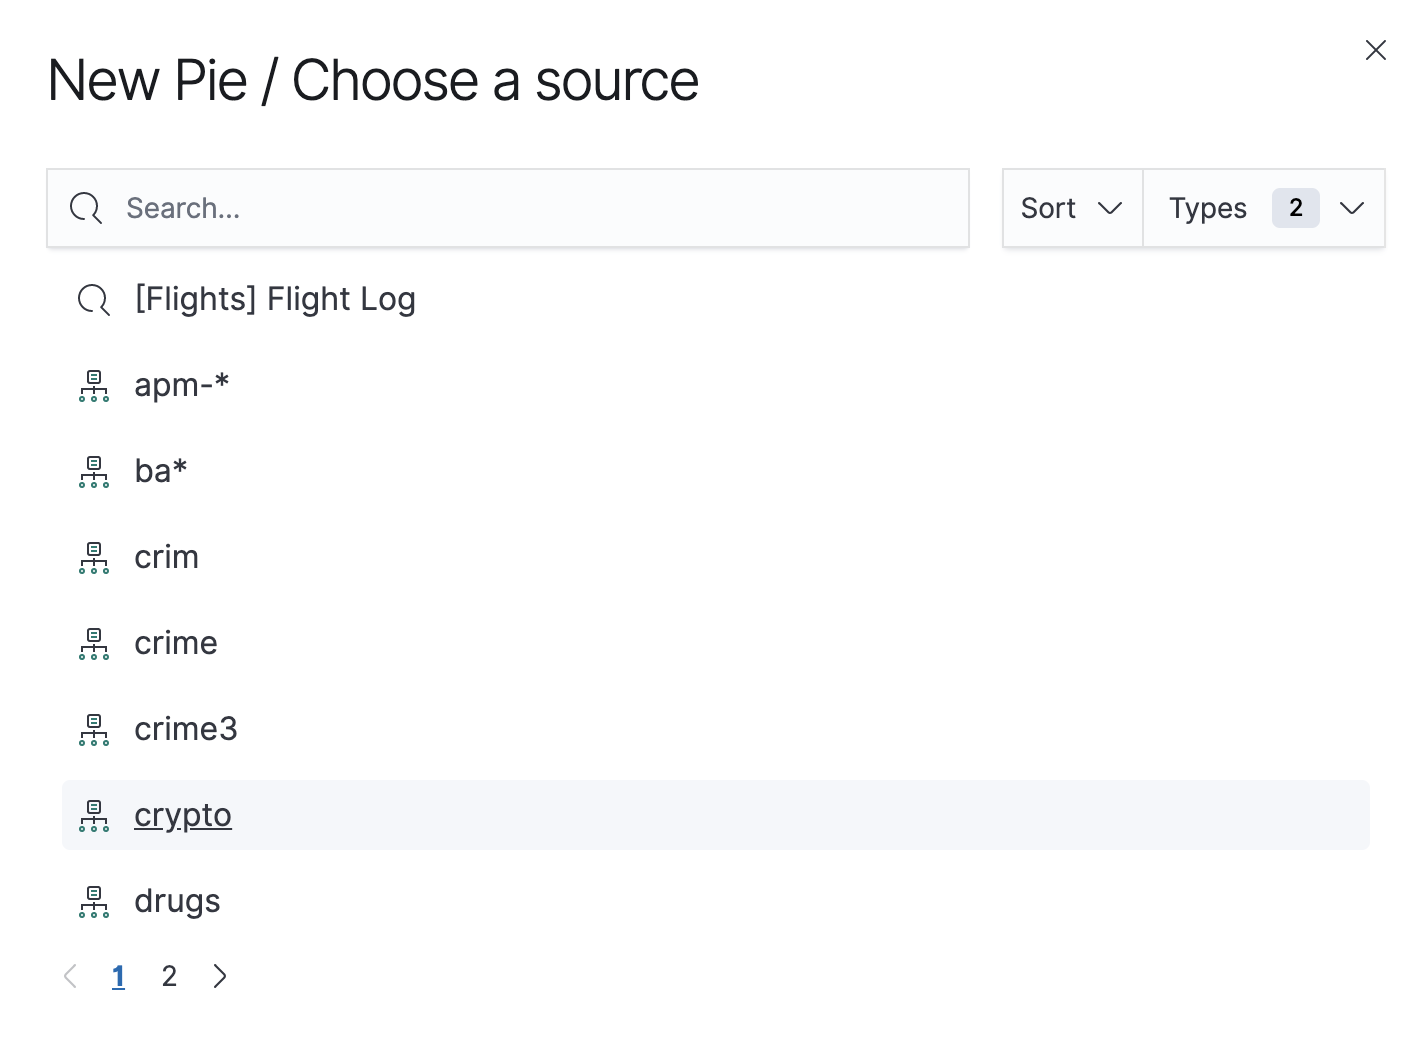 New Pie / Choose a source
Search...
Sort
Types 2
[Flights] Flight Log
apm-*
ba*
crim
crime
crime3
crypto
drugs
1 2